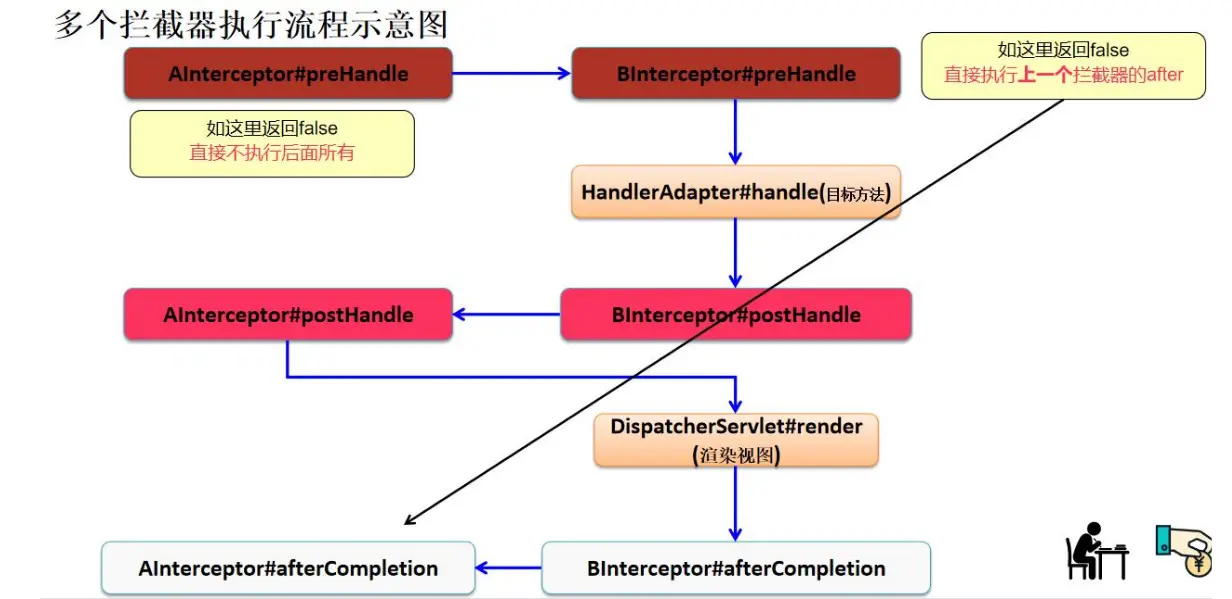 多个拦截器执行流程示意图
AInterceptor#preHandle
BInterceptor#preHandle
如这里返回false
直接执行上一个拦截器的after
如这里返回false
直接不执行后面所有
HandlerAdapter#handle(目标方法)
AInterceptor#postHandle
BInterceptor#postHandle
DispatcherServlet#render
(渲染视图)
AInterceptor#afterCompletion
BInterceptor#afterCompletion
¥